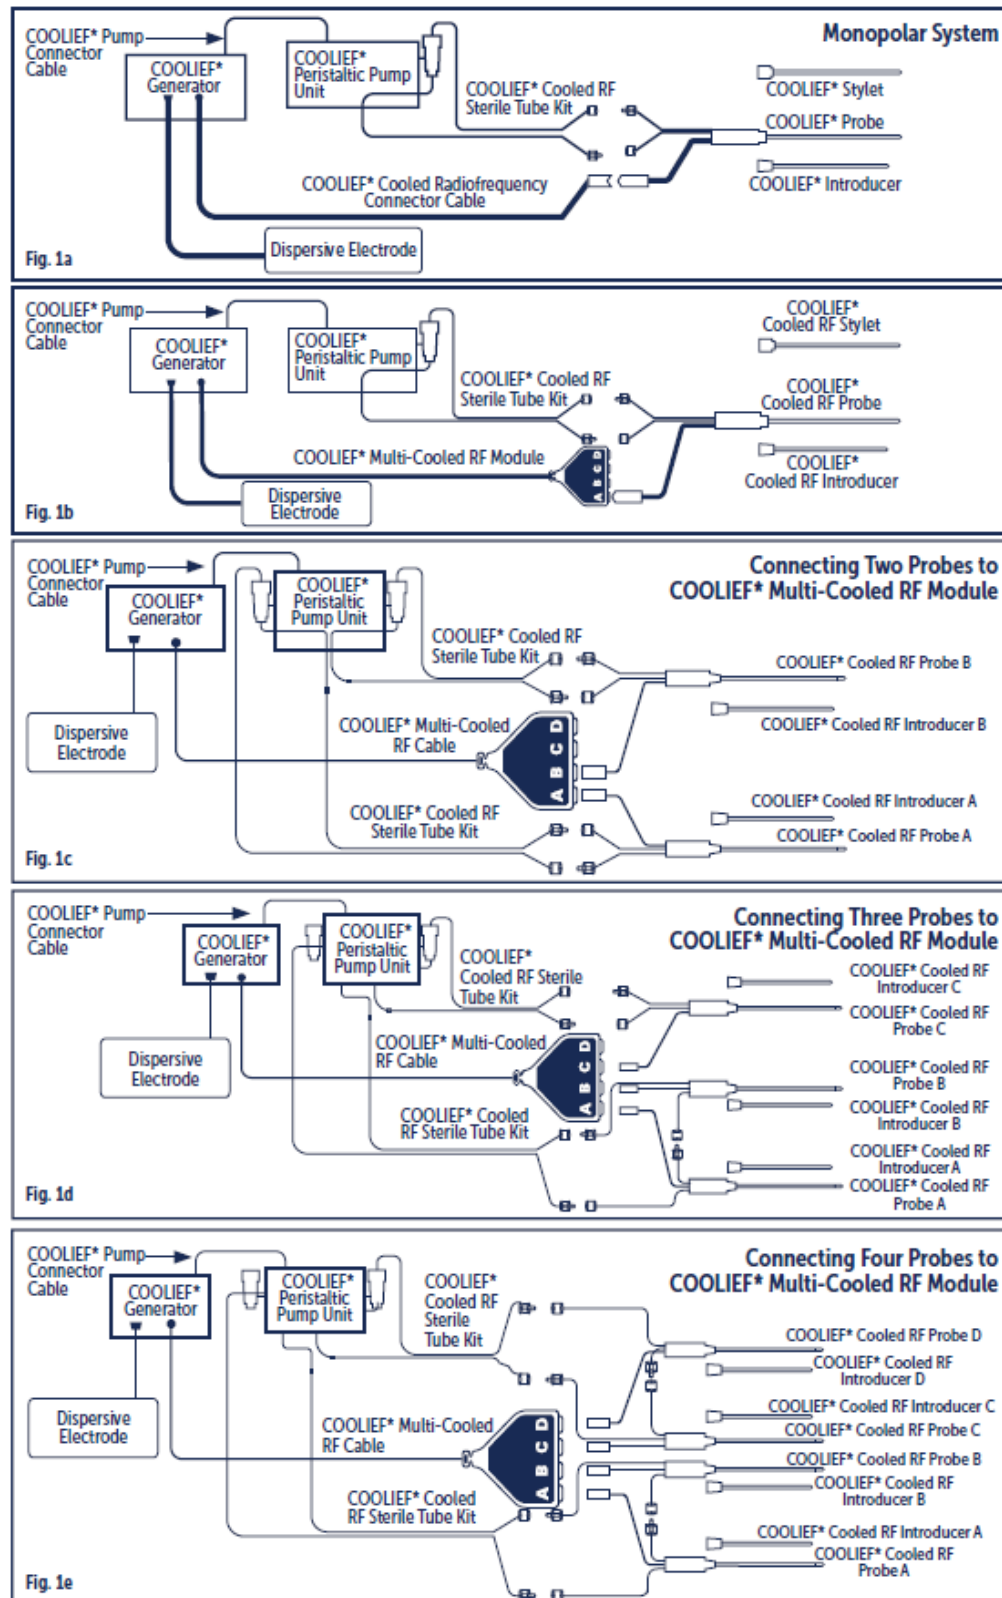 Monopolar System
COOLIEF* Pump
Connector
Cable
COOLIEF*
Generator
COOLIEF*
Peristaltic Pump
Unit
COOLIEF* Cooled RF
Sterile Tube Kit
COOLIEF* Stylet
COOLIEF* Probe
COOLIEF* Introducer
COOLIEF* Cooled Radiofrequency
Connector Cable
Dispersive Electrode
Fig. 1a
COOLIEF* Pump
Connector
Cable
COOLIEF*
Generator
COOLIEF*
Peristaltic Pump
Unit
COOLIEF* Cooled RF
Sterile Tube Kit
COOLIEF*
Cooled RF Stylet
COOLIEF*
Cooled RF Probe
COOLIEF*
Cooled RF Introducer
COOLIEF* Multi-Cooled RF Module
A B C D
Dispersive
Electrode
Fig. 1b
Connecting Two Probes to
COOLIEF* Multi-Cooled RF Module
COOLIEF* Pump
Connector
Cable
COOLIEF*
Generator
COOLIEF*
Peristaltic
Pump Unit
COOLIEF* Cooled RF
Sterile Tube Kit
COOLIEF* Cooled RF Probe B
COOLIEF* Cooled RF Introducer B
Dispersive
Electrode
COOLIEF* Multi-Cooled
RF Cable
A B C D
COOLIEF* Cooled RF Introducer A
COOLIEF* Cooled RF Probe A
COOLIEF* Cooled RF
Sterile Tube Kit
Fig. 1c
Connecting Three Probes to
COOLIEF* Multi-Cooled RF Module
COOLIEF* Pump
Connector
Cable
COOLIEF*
Generator
COOLIEF*
Peristaltic
Pump Unit
COOLIEF*
Cooled RF Sterile
Tube Kit
COOLIEF* Cooled RF
Introducer C
COOLIEF* Cooled RF
Probe C
Dispersive
Electrode
COOLIEF* Multi-Cooled
RF Cable
A B C D
COOLIEF* Cooled RF
Probe B
COOLIEF* Cooled RF
Introducer B
COOLIEF* Cooled
RF Sterile Tube Kit
COOLIEF* Cooled RF
Introducer A
COOLIEF* Cooled RF
Probe A
Fig. 1d
Connecting Four Probes to
COOLIEF* Multi-Cooled RF Module
COOLIEF* Pump
Connector
Cable
COOLIEF*
Generator
COOLIEF*
Peristaltic
Pump Unit
COOLIEF*
Cooled RF
Sterile
Tube Kit
COOLIEF* Cooled RF Probe D
COOLIEF* Cooled RF
Introducer D
COOLIEF* Cooled RF Introducer C
COOLIEF* Cooled RF Probe C
Dispersive
Electrode
COOLIEF* Multi-Cooled
RF Cable
A B C D
COOLIEF* Cooled RF Probe B
COOLIEF* Cooled RF
Introducer B
COOLIEF* Cooled
RF Sterile Tube Kit
COOLIEF* Cooled RF Introducer A
COOLIEF* Cooled RF
Probe A
Fig. 1e